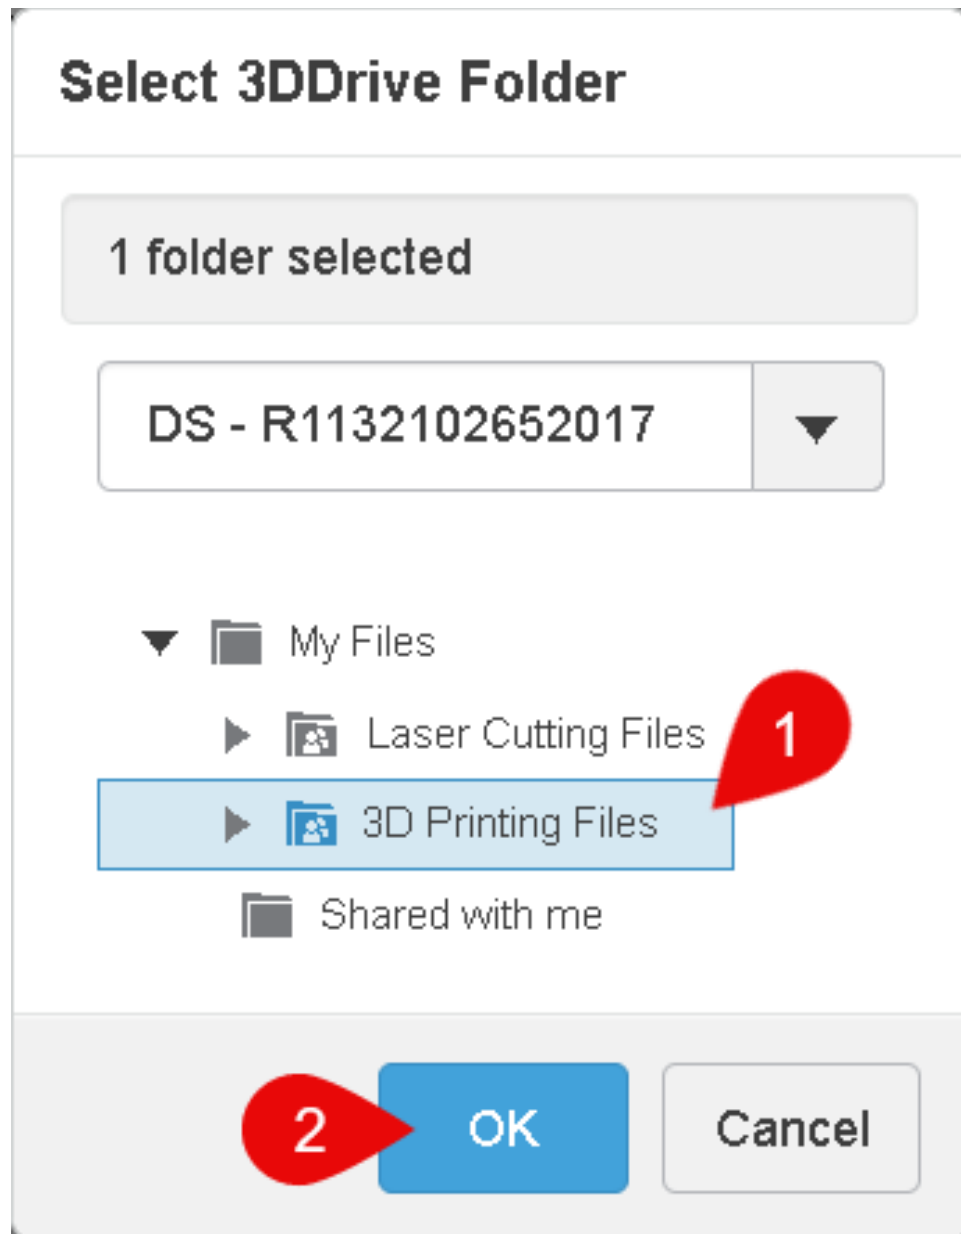 Select 3DDrive Folder
1 folder selected
DS - R1132102652017
My Files
Laser Cutting Files
1
3D Printing Files
Shared with me
2
OK
Cancel